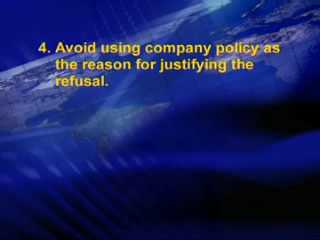 4. Avoid using company policy as
the reason for justifying the
refusal.